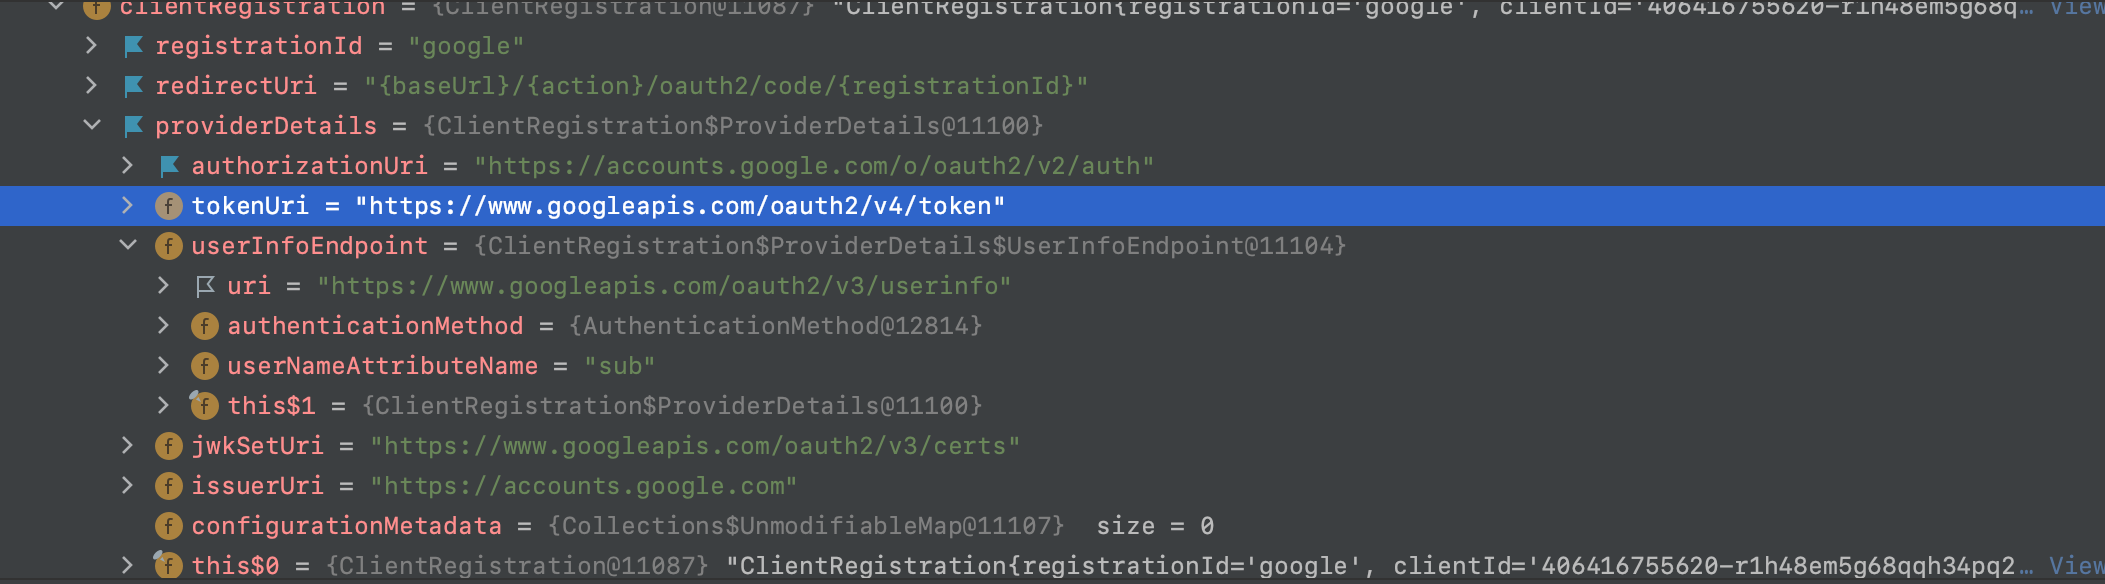 clientRegistration = {ClientRegistration@11087} "ClientRegistration{registrationId='google', clientId='406416755620-r1h48em5g68q... View
registrationId = "google"
redirectUri = "{baseUrl}/{action}/oauth2/code/{registrationId}"
providerDetails = {ClientRegistration$ProviderDetails@11100}
authorizationUri = "https://accounts.google.com/o/oauth2/v2/auth"
f tokenUri = "https://www.googleapis.com/oauth2/v4/token"
f userInfoEndpoint = {ClientRegistration$ProviderDetails$UserInfoEndpoint@11104}
uri = "https://www.googleapis.com/oauth2/v3/userinfo"
f authenticationMethod = {AuthenticationMethod@12814}
f userNameAttributeName = "sub"
f this$1 = {ClientRegistration$ProviderDetails@11100}
f jwkSetUri = "https://www.googleapis.com/oauth2/v3/certs"
f issuerUri = "https://accounts.google.com"
f configurationMetadata = {Collections$UnmodifiableMap@11107} size = 0
f this$0 = {ClientRegistration@11087} "ClientRegistration{registrationId='google', clientId='406416755620-r1h48em5g68qqh34pq2... View